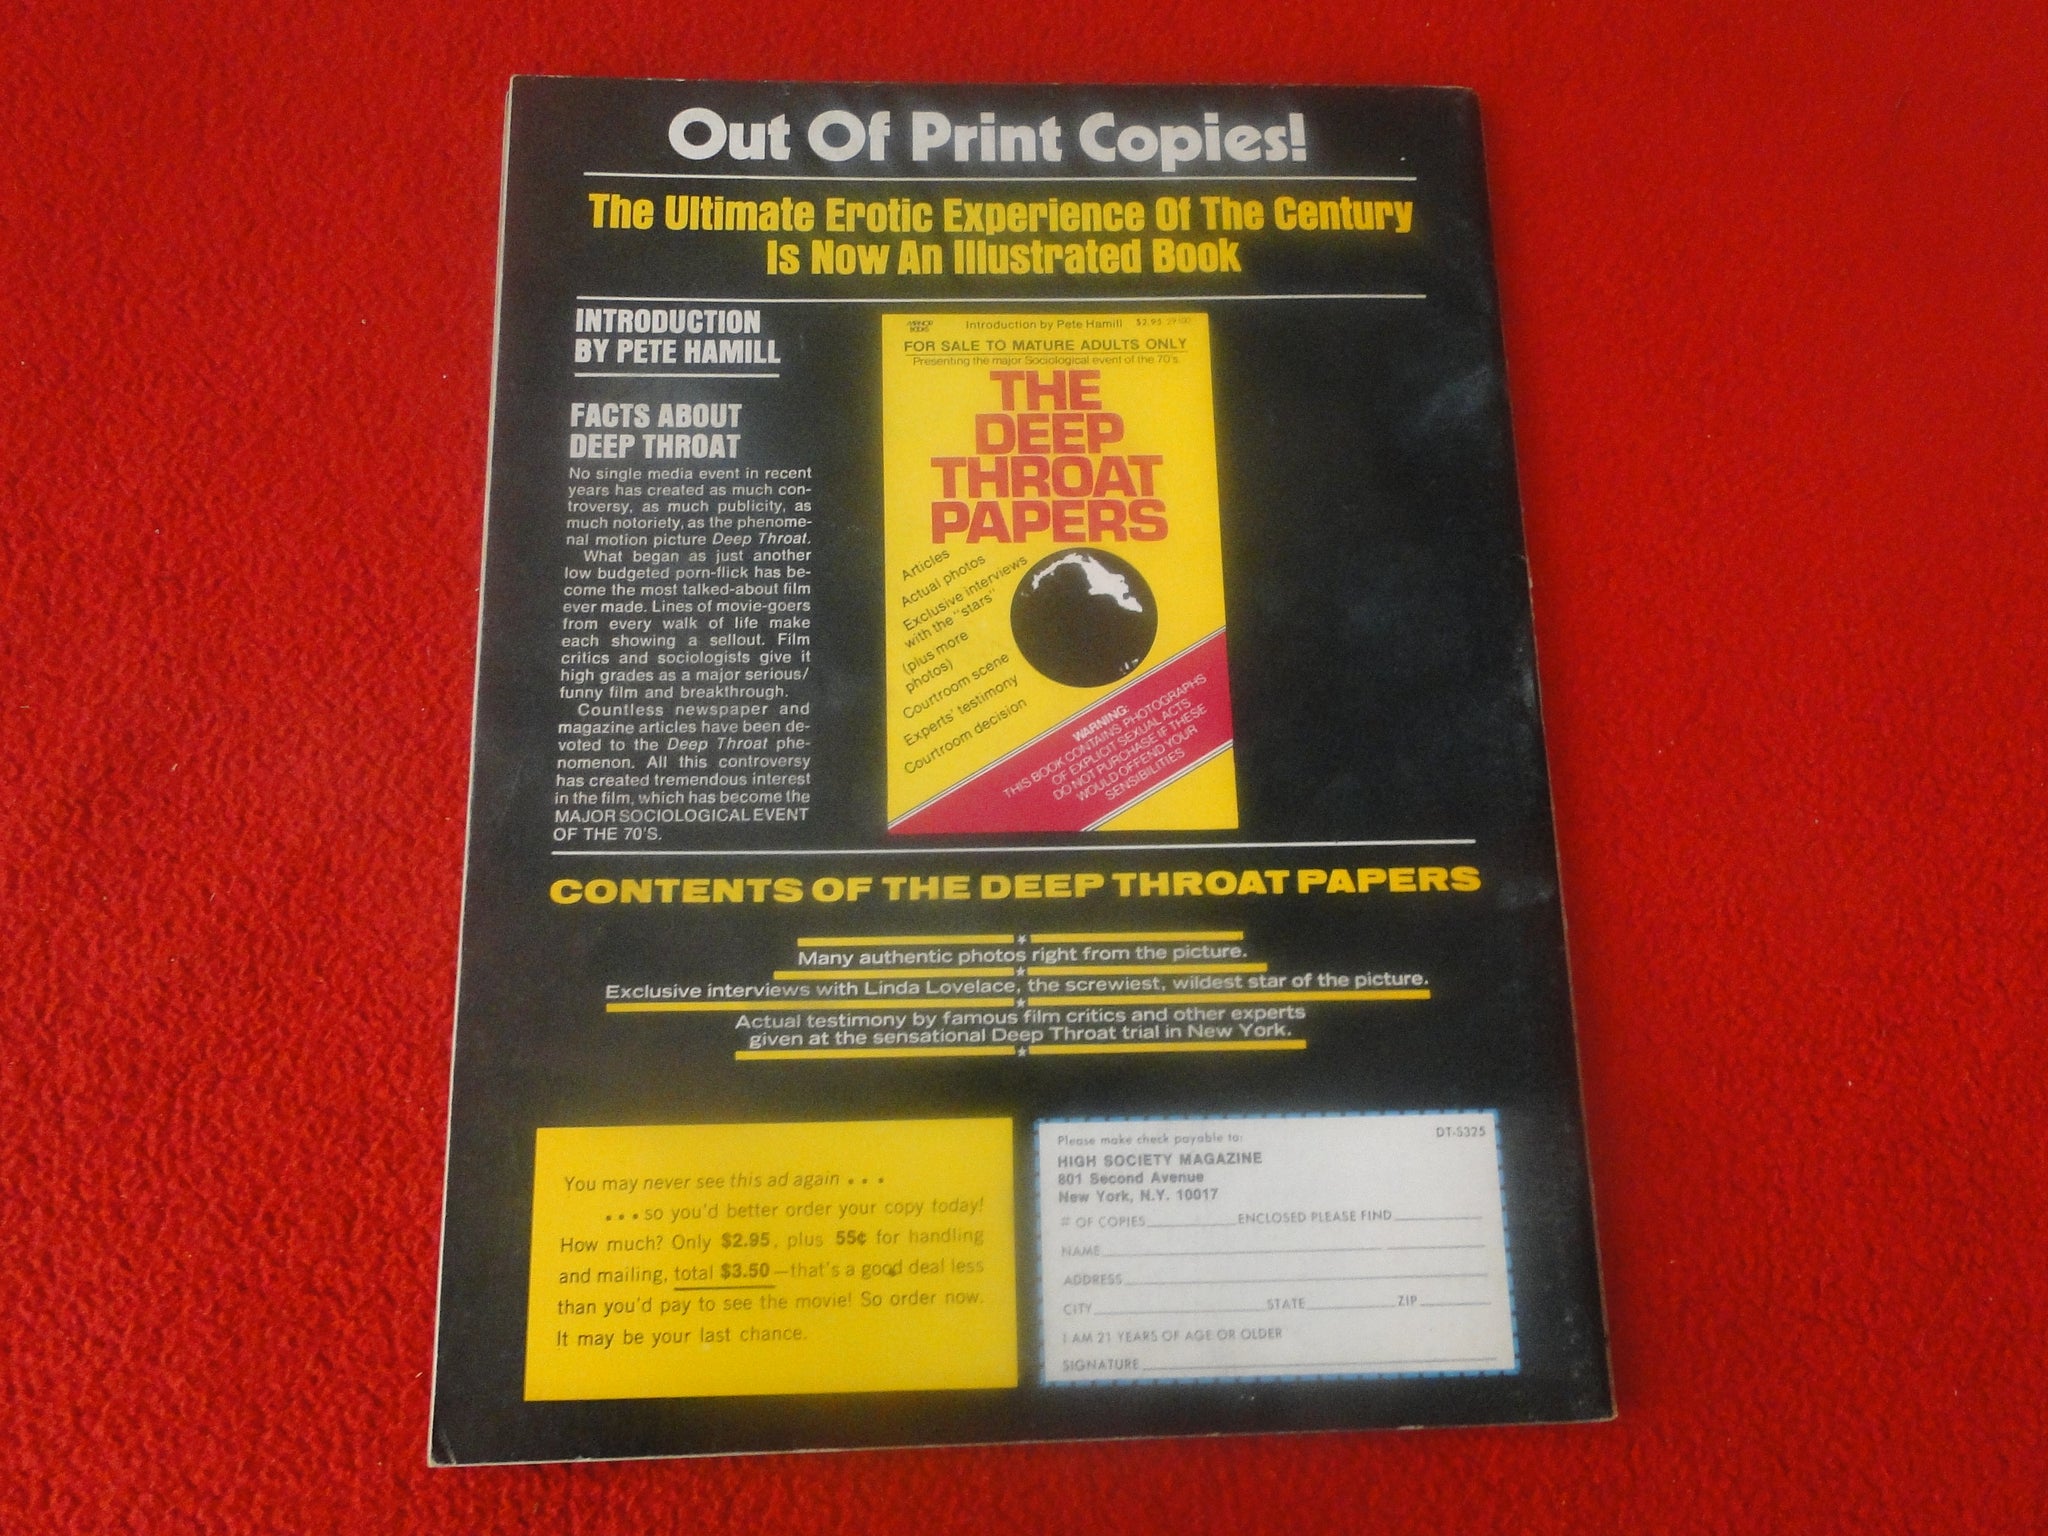 Out Of Print Copies!
The Ultimate Erotic Experience Of The Century
Is Now An Illustrated Book
INTRODUCTION
BY PETE HAMILL
FACTS ABOUT
DEEP THROAT
No single media event in recent
years has created as much con-
troversy, as much publicity, as
much notoriety, as the phenome-
nal motion picture Deep Throat.
What began as just another
low budgeted porn-flick has be-
come the most talked-about film
ever made. Lines of movie-goers
from every walk of life make
each showing a sellout. Film
critics and sociologists give it
high grades as a major serious/
funny film and breakthrough.
Countless newspaper and
magazine articles have been de-
voted to the Deep Throat phe-
nomenon. All this controversy
has created tremendous interest
in the film, which has become the
MAJOR SOCIOLOGICAL EVENT
OF THE 70'S.
MANOR
BOOKS
Introduction by Pete Hamill $2.95
FOR SALE TO MATURE ADULTS ONLY
Presenting the major Sociological event of the 70's.
THE
DEEP
THROAT
PAPERS
Articles
Actual photos
Exclusive interviews
with the "stars"
(plus more
photos)
Courtroom scene
Experts' testimony
Courtroom decision
WARNING:
THIS BOOK CONTAINS PHOTOGRAPHS
OF EXPLICIT SEXUAL ACTS
DO NOT PURCHASE IF THESE
WOULD OFFEND YOUR
SENSIBILITIES
CONTENTS OF THE DEEP THROAT PAPERS
Many authentic photos right from the picture.
Exclusive interviews with Linda Lovelace, the screwiest, wildest star of the picture.
Actual testimony by famous film critics and other experts
given at the sensational Deep Throat trial in New York.
You may never see this ad again . . .
. . . so you'd better order your copy today!
How much? Only $2.95, plus 55¢ for handling
and mailing, total $3.50—that's a good deal less
than you'd pay to see the movie! So order now.
It may be your last chance.
Please make check payable to: DT-S325
HIGH SOCIETY MAGAZINE
801 Second Avenue
New York, N.Y. 10017
# OF COPIES ENCLOSED PLEASE FIND
NAME
ADDRESS
CITY STATE ZIP
I AM 21 YEARS OF AGE OR OLDER
SIGNATURE